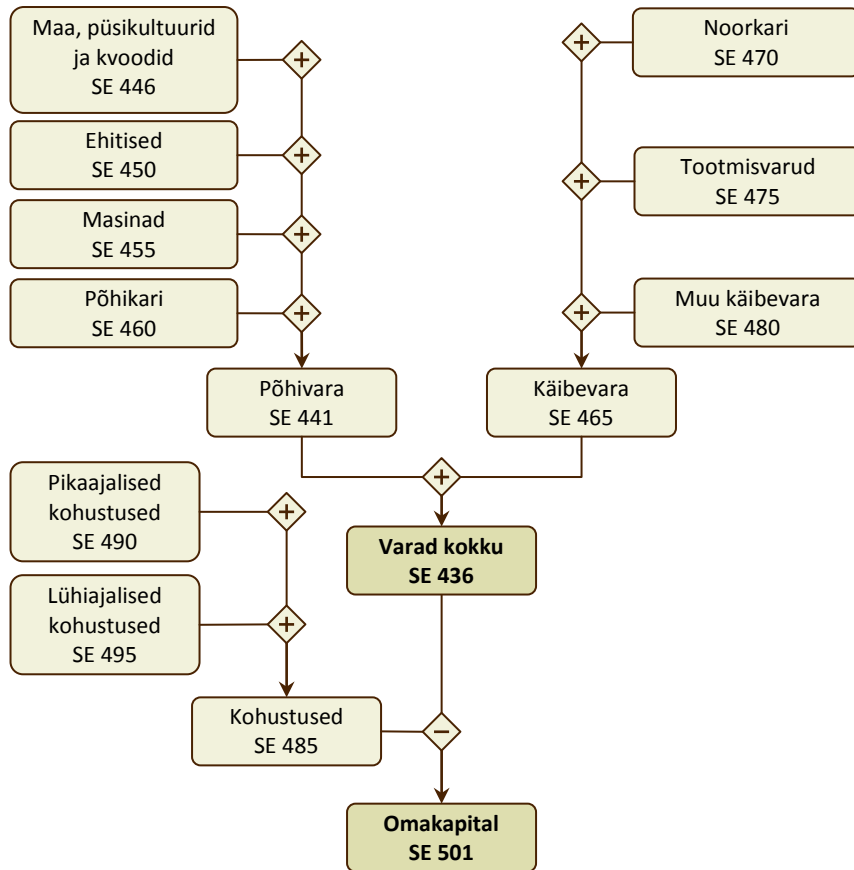 Maa, püsikultuurid
ja kvoodid
SE 446
+
Noorkari
SE 470
+
Ehitised
SE 450
+
Tootmisvarud
SE 475
+
Masinad
SE 455
+
Põhikari
SE 460
+
Muu käibevara
SE 480
+
Põhivara
SE 441
Käibevara
SE 465
+
Pikaajalised
kohustused
SE 490
+
Varad kokku
SE 436
Lühiajalised
kohustused
SE 495
+
Kohustused
SE 485
−
Omakapital
SE 501